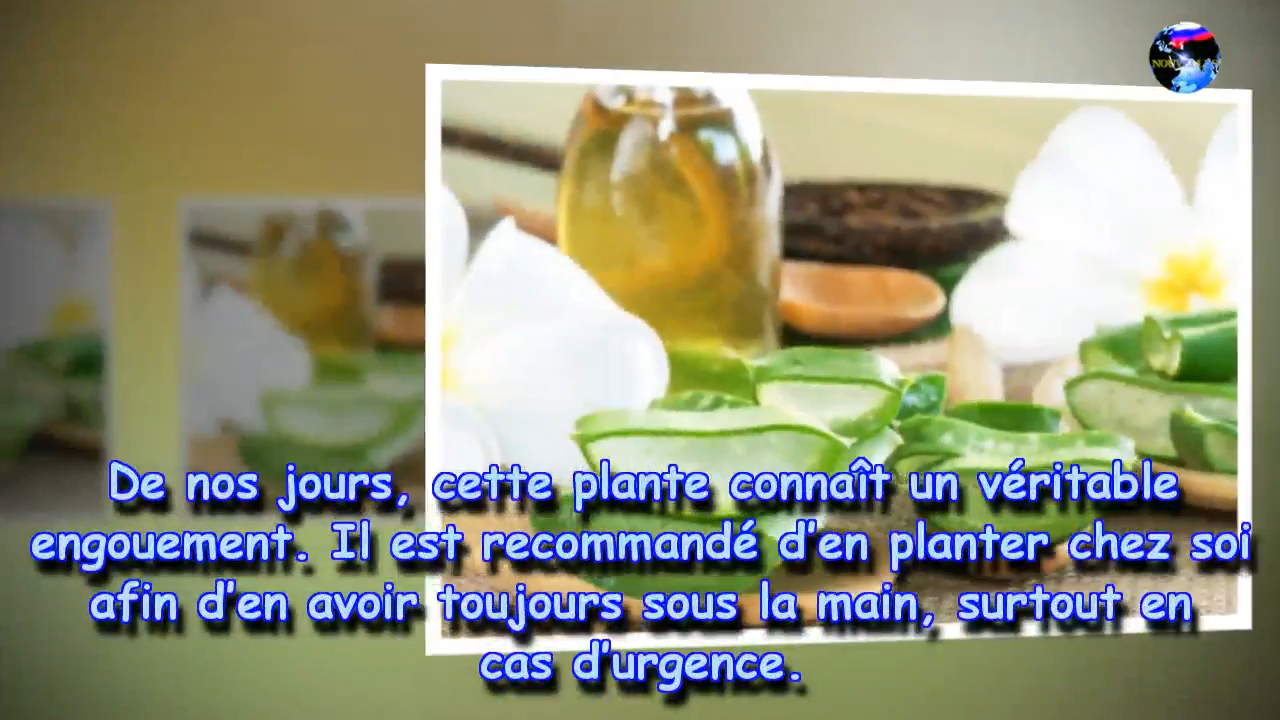 De nos jours, cette plante connaît un véritable
engouement. Il est recommandé d'en planter chez soi
afin d'en avoir toujours sous la main, surtout en
cas d'urgence.